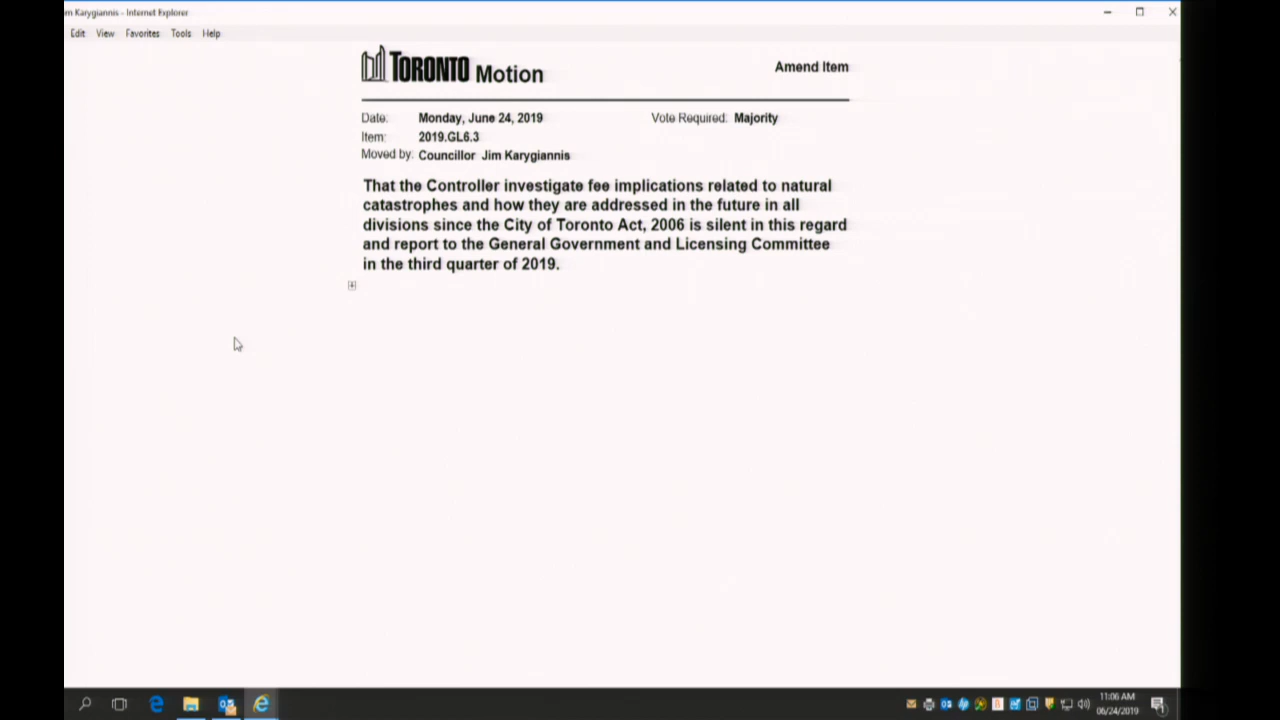 m Karygiannis - Internet Explorer
Edit View Favorites Tools Help
TORONTO Motion
Amend Item
Date: Monday, June 24, 2019 Vote Required: Majority
Item: 2019.GL6.3
Moved by: Councillor Jim Karygiannis
That the Controller investigate fee implications related to natural
catastrophes and how they are addressed in the future in all
divisions since the City of Toronto Act, 2006 is silent in this regard
and report to the General Government and Licensing Committee
in the third quarter of 2019.
11:06 AM
06/24/2019